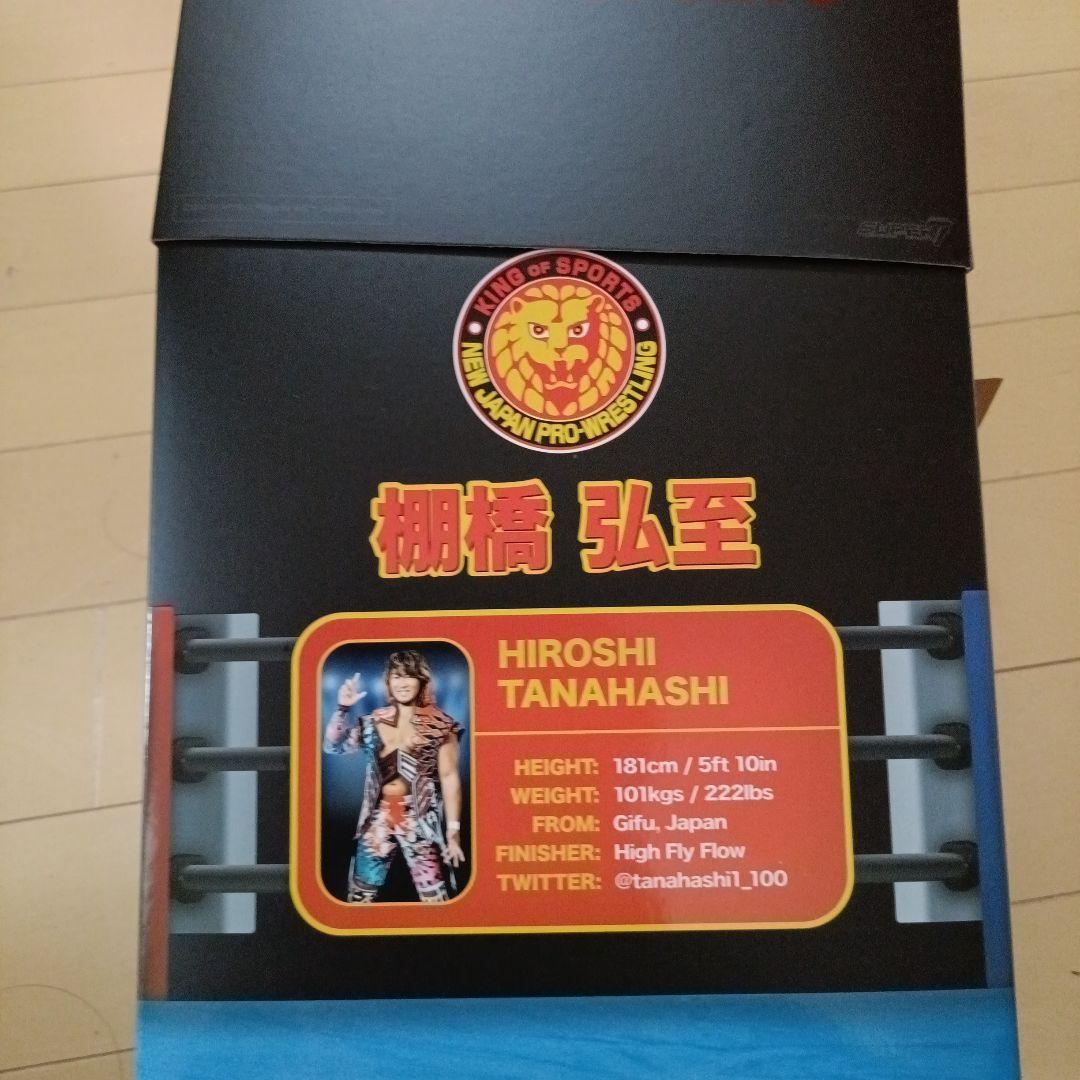 SUPER7
KING OF SPORTS
NEW JAPAN PRO-WRESTLING
棚橋 弘至
HIROSHI
TANAHASHI
HEIGHT: 181cm / 5ft 10in
WEIGHT: 101kgs / 222lbs
FROM: Gifu, Japan
FINISHER: High Fly Flow
TWITTER: @tanahashi1_100